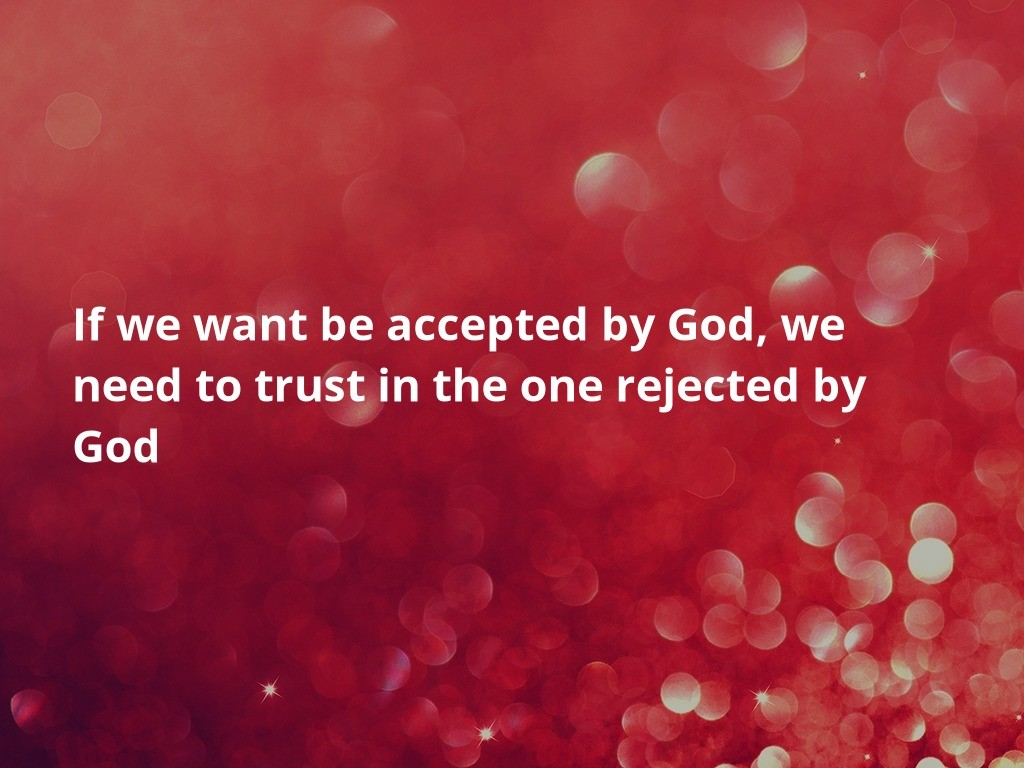 If we want be accepted by God, we
need to trust in the one rejected by
God